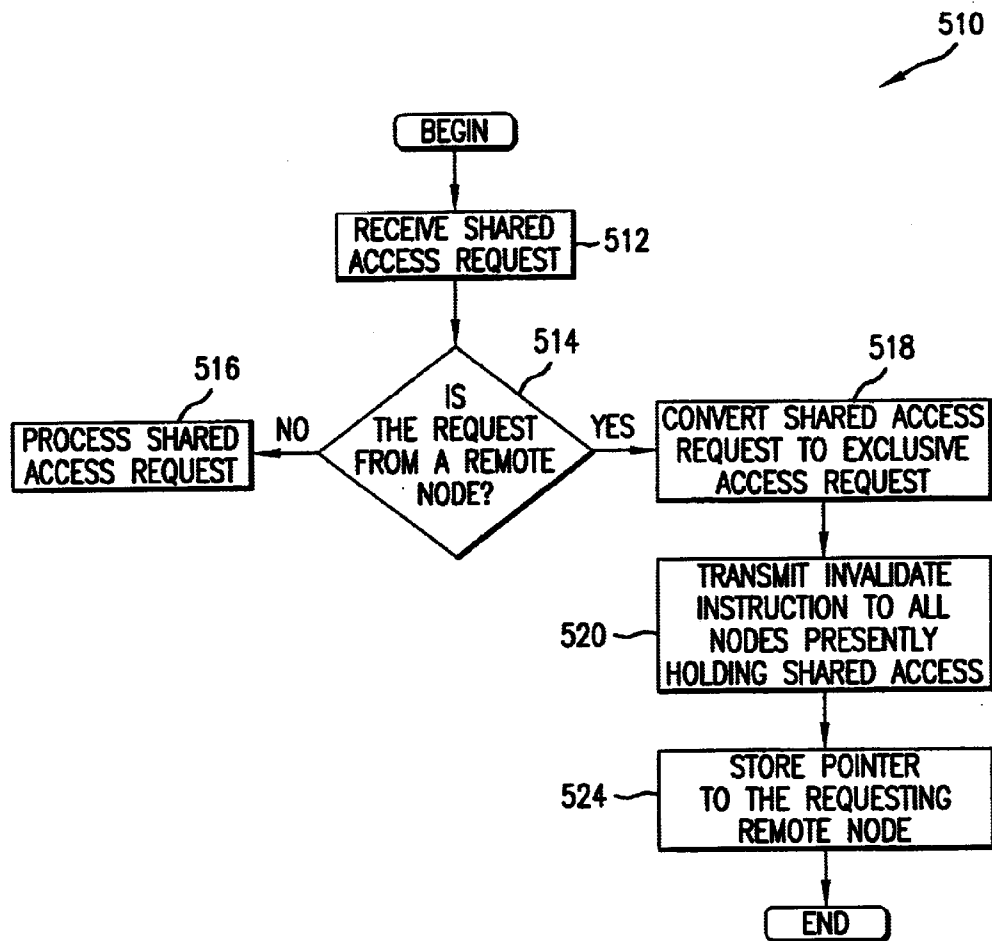 510
BEGIN
RECEIVE SHARED
ACCESS REQUEST
512
514
IS
THE REQUEST
FROM A REMOTE
NODE?
NO
YES
516
PROCESS SHARED
ACCESS REQUEST
518
CONVERT SHARED ACCESS
REQUEST TO EXCLUSIVE
ACCESS REQUEST
520
TRANSMIT INVALIDATE
INSTRUCTION TO ALL
NODES PRESENTLY
HOLDING SHARED ACCESS
524
STORE POINTER
TO THE REQUESTING
REMOTE NODE
END